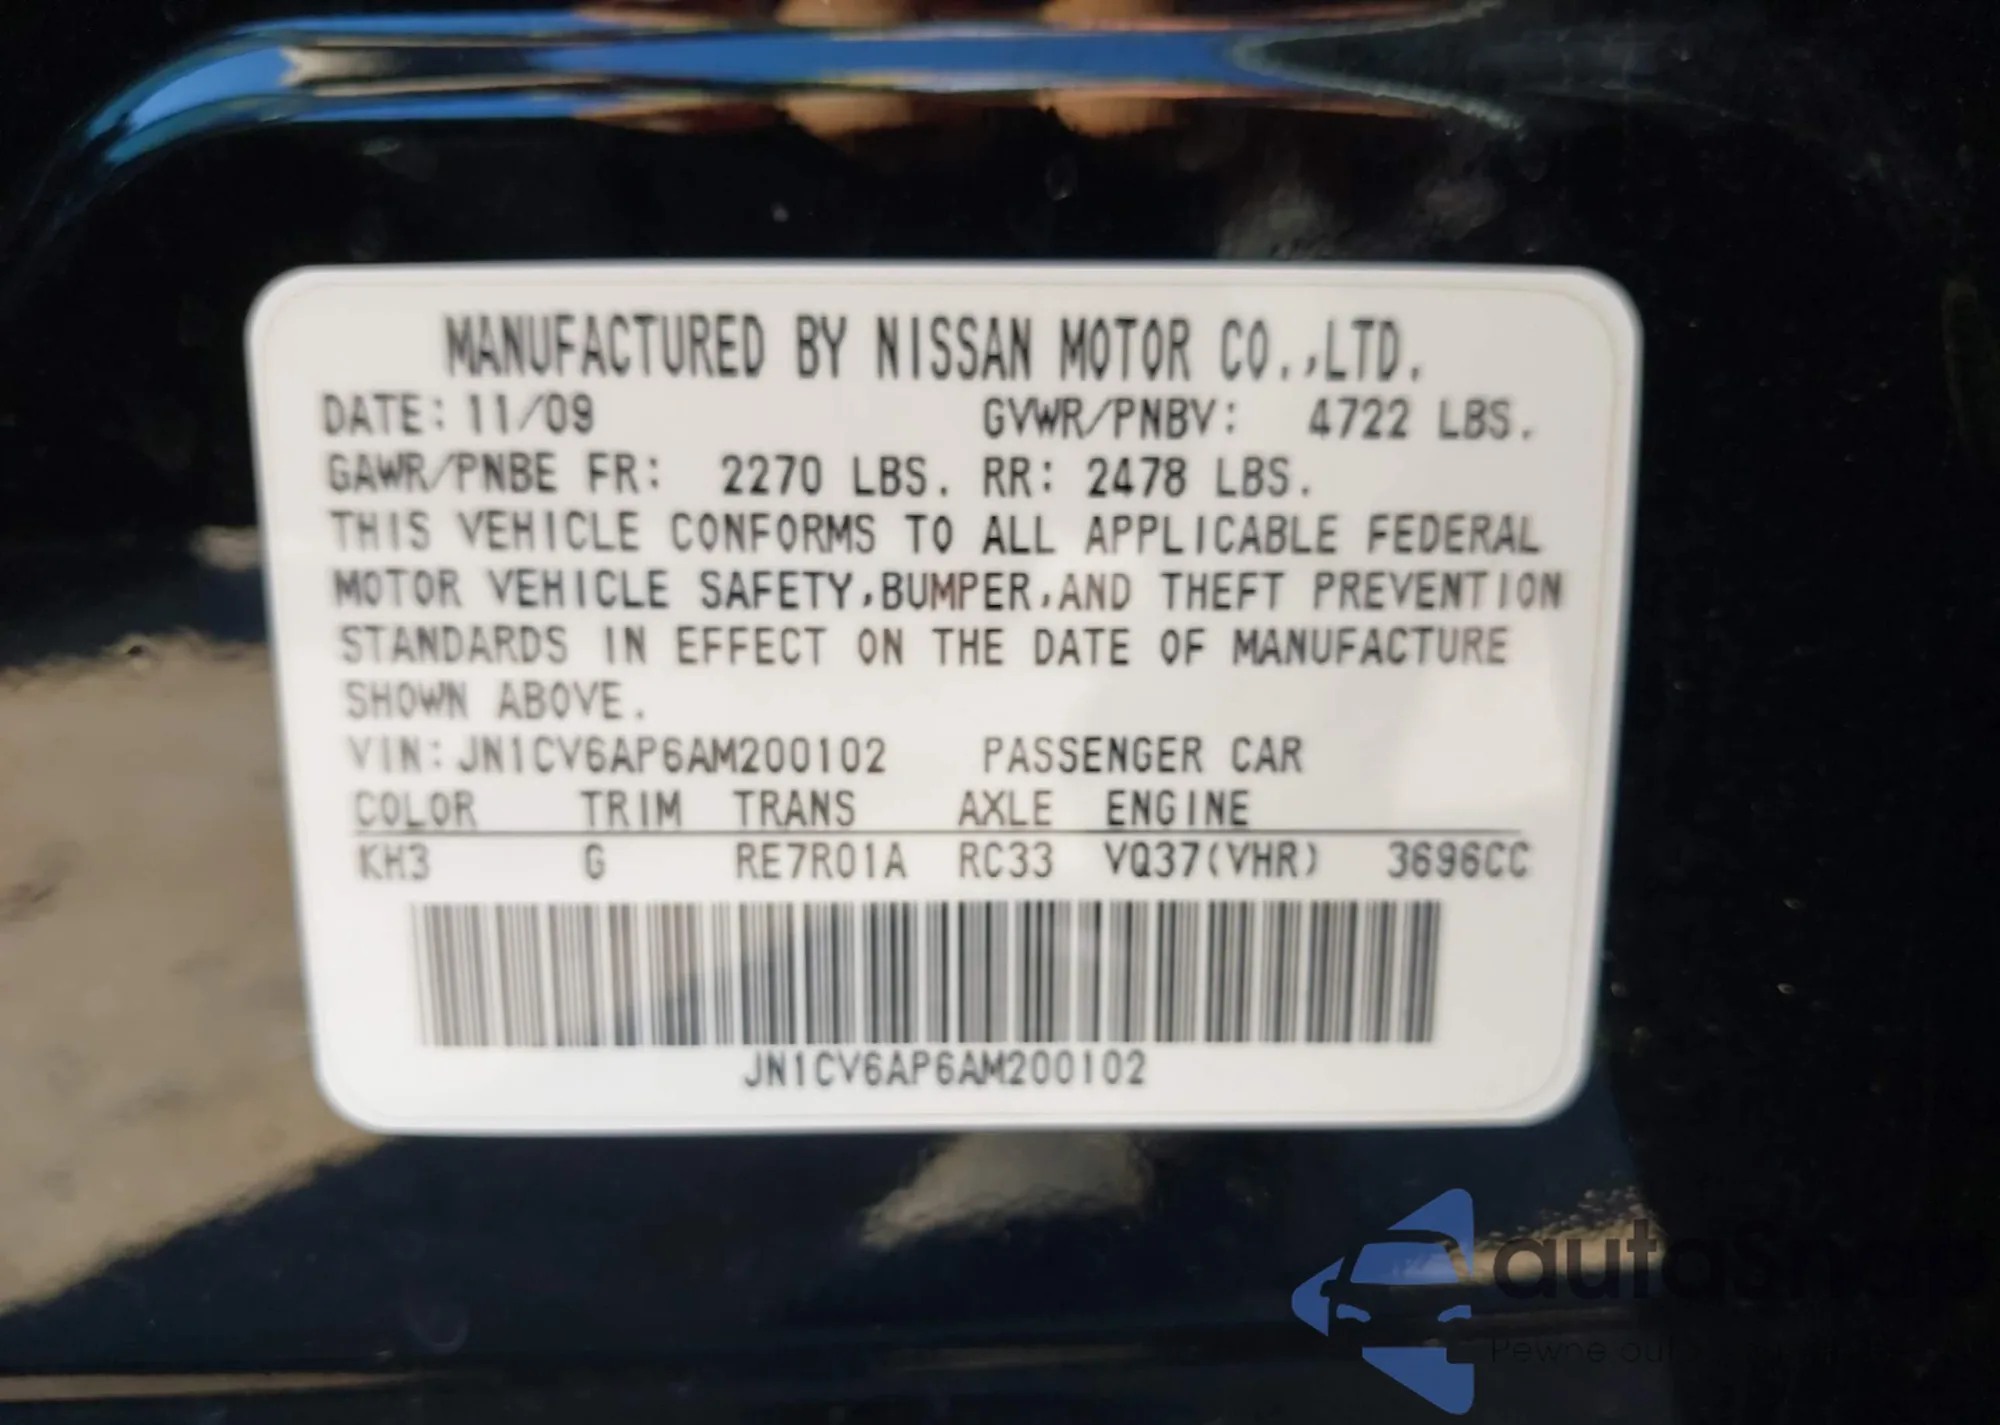 MANUFACTURED BY NISSAN MOTOR CO.,LTD.
DATE: 11/09 GVWR/PNBV: 4722 LBS.
GAWR/PNBE FR: 2270 LBS. RR: 2478 LBS.
THIS VEHICLE CONFORMS TO ALL APPLICABLE FEDERAL
MOTOR VEHICLE SAFETY,BUMPER,AND THEFT PREVENTION
STANDARDS IN EFFECT ON THE DATE OF MANUFACTURE
SHOWN ABOVE.
VIN: JN1CV6AP6AM200102 PASSENGER CAR
COLOR TRIM TRANS AXLE ENGINE
KH3 G RE7R01A RC33 VQ37(VHR) 3696CC
JN1CV6AP6AM200102
Pewne